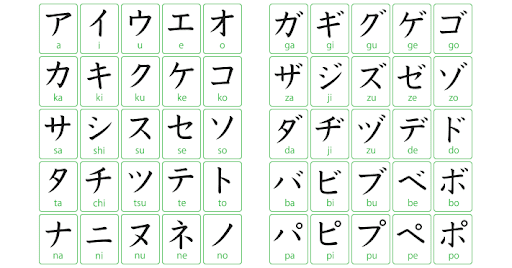 ア イ ウ エ オ ガ ギ グ ゲ ゴ
a i u e o ga gi gu ge go
カ キ ク ケ コ ザ ジ ズ ゼ ゾ
ka ki ku ke ko za ji zu ze zo
サ シ ス セ ソ ダ ヂ ヅ デ ド
sa shi su se so da ji zu de do
タ チ ツ テ ト バ ビ ブ ベ ボ
ta chi tsu te to ba bi bu be bo
ナ ニ ヌ ネ ノ パ ピ プ ペ ポ
na ni nu ne no pa pi pu pe po